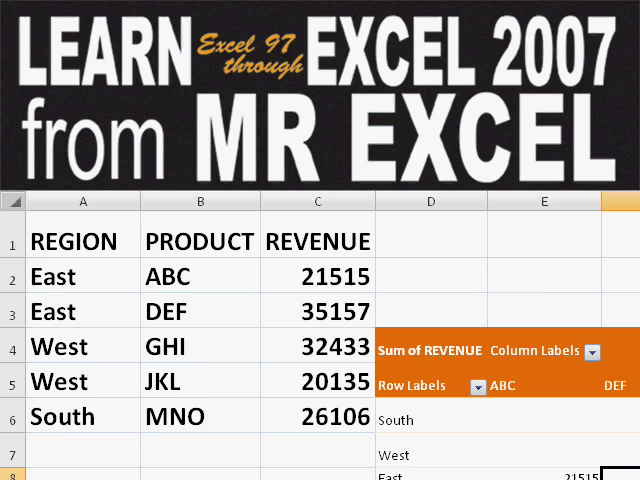 LEARN Excel 97 through EXCEL 2007
from MR EXCEL
A B C D E
1 REGION PRODUCT REVENUE
2 East ABC 21515
3 East DEF 35157
4 West GHI 32433 Sum of REVENUE Column Labels
5 West JKL 20135 Row Labels ABC DEF
6 South MNO 26106 South
7 West
8 East 21515